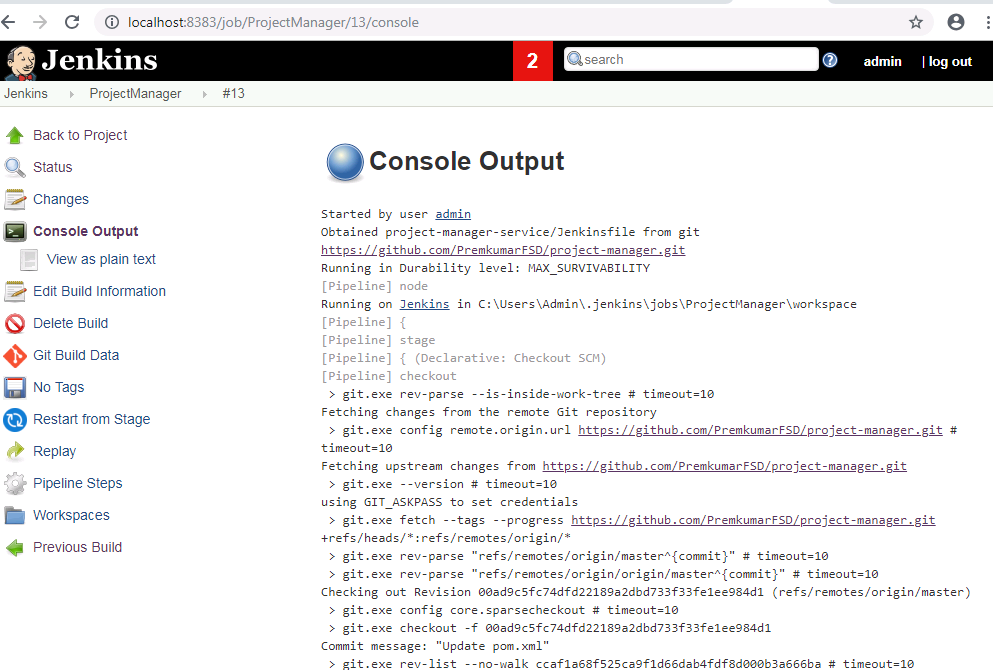 localhost:8383/job/ProjectManager/13/console
Jenkins
2
search
admin
| log out
Jenkins
ProjectManager
#13
Back to Project
Status
Changes
Console Output
View as plain text
Edit Build Information
Delete Build
Git Build Data
No Tags
Restart from Stage
Replay
Pipeline Steps
Workspaces
Previous Build
Console Output
Started by user admin
Obtained project-manager-service/Jenkinsfile from git
https://github.com/PremkumarFSD/project-manager.git
Running in Durability level: MAX_SURVIVABILITY
[Pipeline] node
Running on Jenkins in C:\Users\Admin\.jenkins\jobs\ProjectManager\workspace
[Pipeline] {
[Pipeline] stage
[Pipeline] { (Declarative: Checkout SCM)
[Pipeline] checkout
> git.exe rev-parse --is-inside-work-tree # timeout=10
Fetching changes from the remote Git repository
> git.exe config remote.origin.url https://github.com/PremkumarFSD/project-manager.git #
timeout=10
Fetching upstream changes from https://github.com/PremkumarFSD/project-manager.git
> git.exe --version # timeout=10
using GIT_ASKPASS to set credentials
> git.exe fetch --tags --progress https://github.com/PremkumarFSD/project-manager.git
+refs/heads/*:refs/remotes/origin/*
> git.exe rev-parse "refs/remotes/origin/master^{commit}" # timeout=10
> git.exe rev-parse "refs/remotes/origin/origin/master^{commit}" # timeout=10
Checking out Revision 00ad9c5fc74dfd22189a2dbd733f33fe1ee984d1 (refs/remotes/origin/master)
> git.exe config core.sparsecheckout # timeout=10
> git.exe checkout -f 00ad9c5fc74dfd22189a2dbd733f33fe1ee984d1
Commit message: "Update pom.xml"
> git.exe rev-list --no-walk ccaf1a68f525ca9f1d66dab4fdf8d000b3a666ba # timeout=10